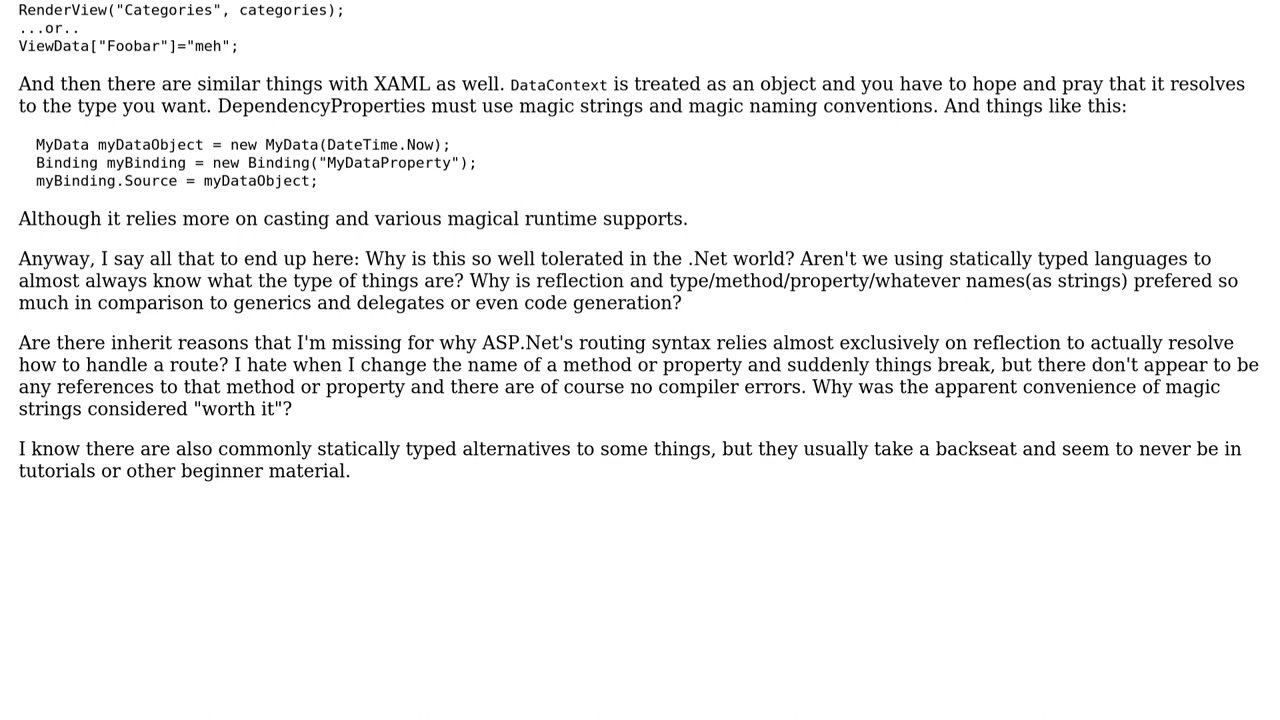 RenderView("Categories", categories);
...or..
ViewData["Foobar"]="meh";
And then there are similar things with XAML as well. DataContext is treated as an object and you have to hope and pray that it resolves
to the type you want. DependencyProperties must use magic strings and magic naming conventions. And things like this:
MyData myDataObject = new MyData(DateTime.Now);
Binding myBinding = new Binding("MyDataProperty");
myBinding.Source = myDataObject;
Although it relies more on casting and various magical runtime supports.
Anyway, I say all that to end up here: Why is this so well tolerated in the .Net world? Aren't we using statically typed languages to
almost always know what the type of things are? Why is reflection and type/method/property/whatever names(as strings) prefered so
much in comparison to generics and delegates or even code generation?
Are there inherit reasons that I'm missing for why ASP.Net's routing syntax relies almost exclusively on reflection to actually resolve
how to handle a route? I hate when I change the name of a method or property and suddenly things break, but there don't appear to be
any references to that method or property and there are of course no compiler errors. Why was the apparent convenience of magic
strings considered "worth it"?
I know there are also commonly statically typed alternatives to some things, but they usually take a backseat and seem to never be in
tutorials or other beginner material.